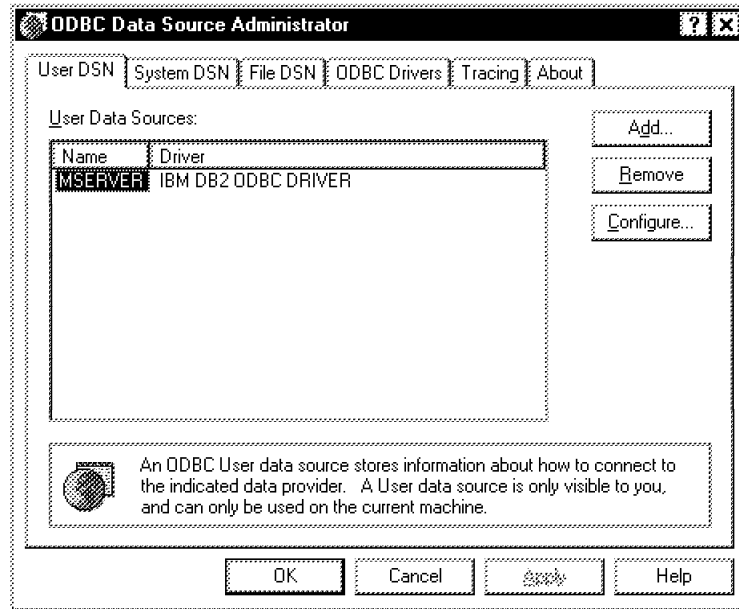 ODBC Data Source Administrator ? X
User DSN System DSN File DSN ODBC Drivers Tracing About
User Data Sources:
Name Driver
MSERVER IBM DB2 ODBC DRIVER
Add...
Remove
Configure...
An ODBC User data source stores information about how to connect to
the indicated data provider. A User data source is only visible to you,
and can only be used on the current machine.
OK Cancel Apply Help